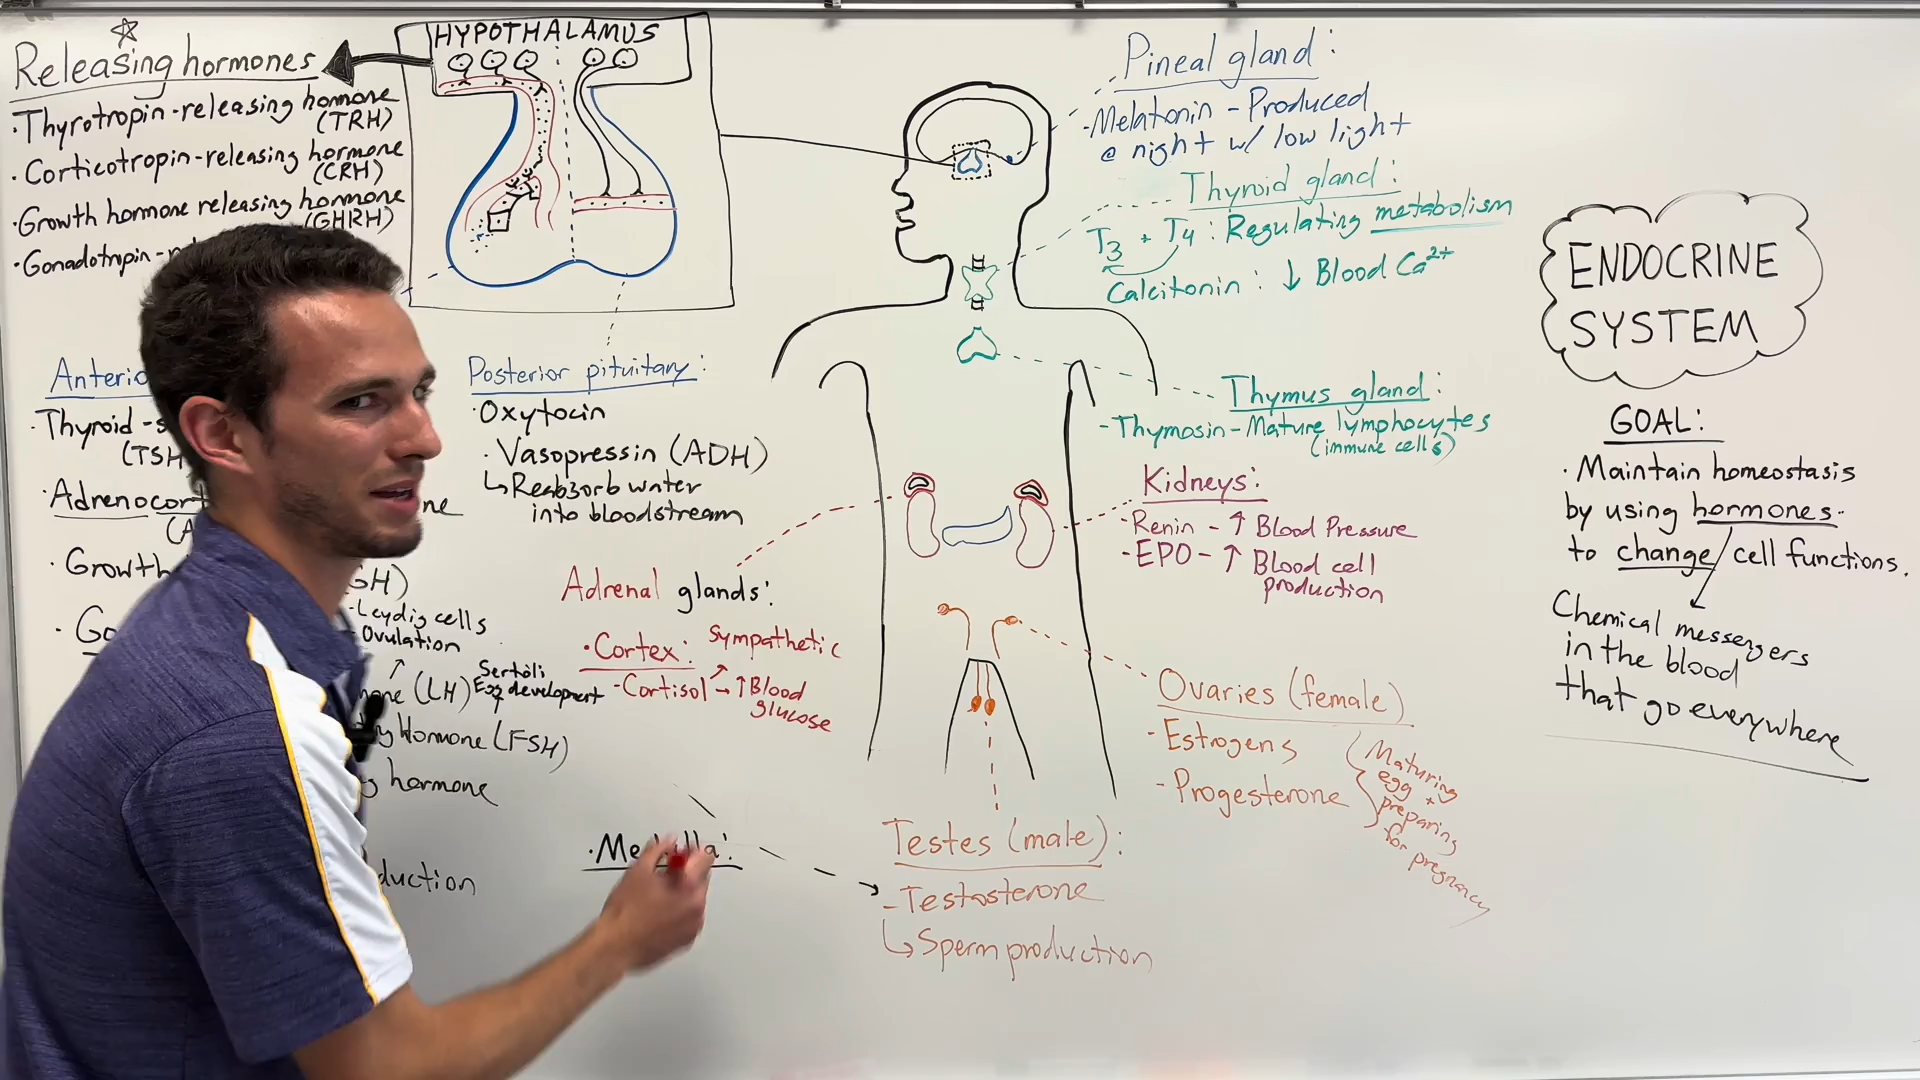 Releasing hormones
·Thyrotropin-releasing hormone
(TRH)
·Corticotropin-releasing hormone
(CRH)
·Growth hormone releasing hormone
(GHRH)
·Gonadotropin-
HYPOTHALAMUS
Thyroid
(TSH
·Growth
GH)
-Leydig cells
-Ovulation
(LH)
Sertoli
Egg development
Hormone (FSH)
hormone
Posterior pituitary:
·Oxytocin
·Vasopressin (ADH)
↳Reabsorb water
into bloodstream
Adrenal glands:
·Cortex: Sympathetic
-Cortisol → ↑Blood
glucose
Pineal gland:
-Melatonin - Produced
@ night w/ low light
Thyroid gland:
T3 + T4: Regulating metabolism
Calcitonin: ↓ Blood Ca2+
Thymus gland:
-Thymosin-Mature lymphocytes
(immune cells)
Kidneys:
-Renin - ↑ Blood Pressure
-EPO - ↑ Blood cell
production
Ovaries (female)
-Estrogens
-Progesterone
Maturing
egg +
preparing
for pregnancy
Testes (male):
-Testosterone
↳Sperm production
ENDOCRINE
SYSTEM
GOAL:
·Maintain homeostasis
by using hormones
to change cell functions.
Chemical messengers
in the blood
that go everywhere